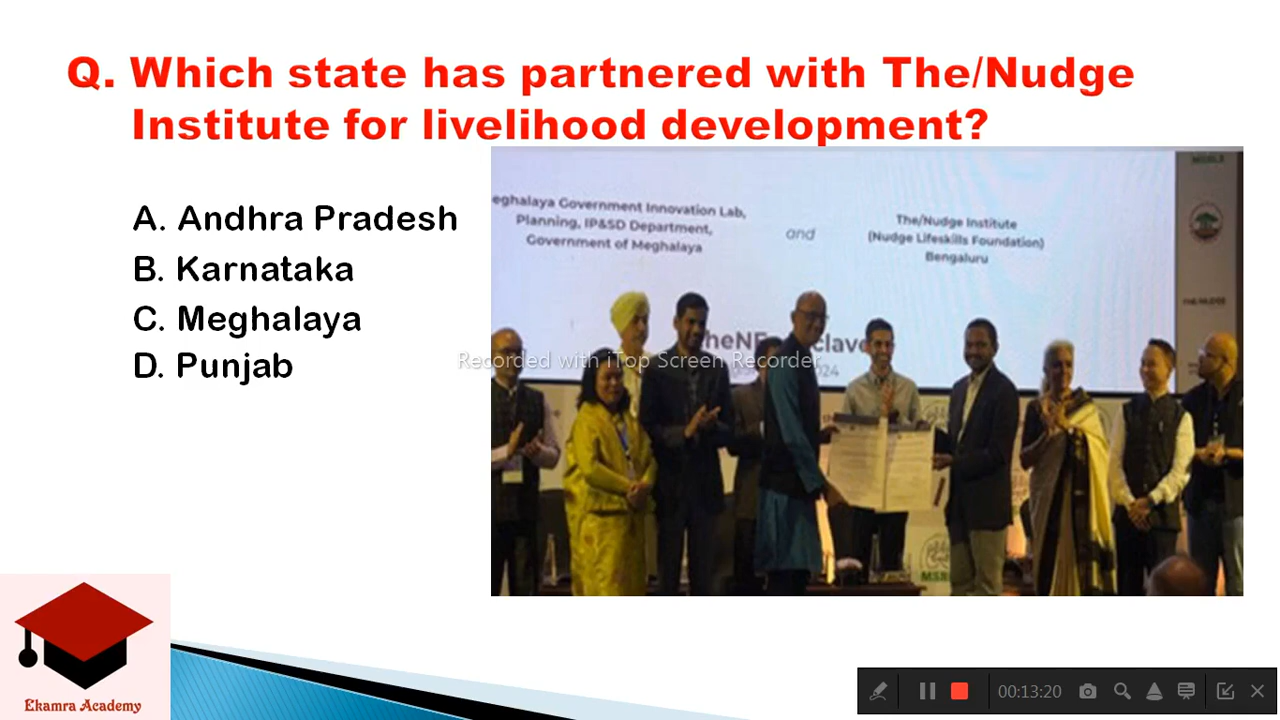 Q. Which state has partnered with The/Nudge
Institute for livelihood development?
A. Andhra Pradesh
B. Karnataka
C. Meghalaya
D. Punjab
eghalaya Government Innovation Lab,
Planning, IP&SD Department,
Government of Meghalaya
and
The/Nudge Institute
(Nudge Lifeskills Foundation)
Bengaluru
Recorded with iTop Screen Recorder
Ekamra Academy
00:13:20